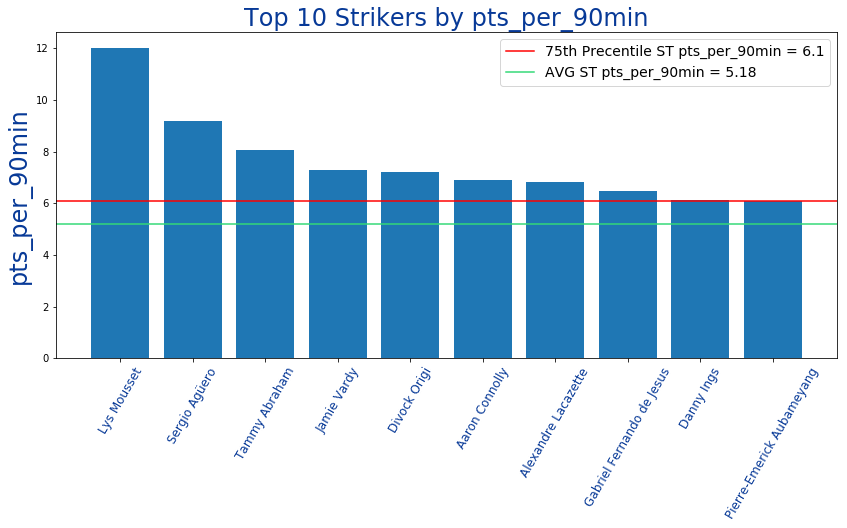 Top 10 Strikers by pts_per_90min
75th Precentile ST pts_per_90min = 6.1
AVG ST pts_per_90min = 5.18
pts_per_90min
12
10
8
6
4
2
0
Lys Mousset
Sergio Agüero
Tammy Abraham
Jamie Vardy
Divock Origi
Aaron Connolly
Alexandre Lacazette
Gabriel Fernando de Jesus
Danny Ings
Pierre-Emerick Aubameyang